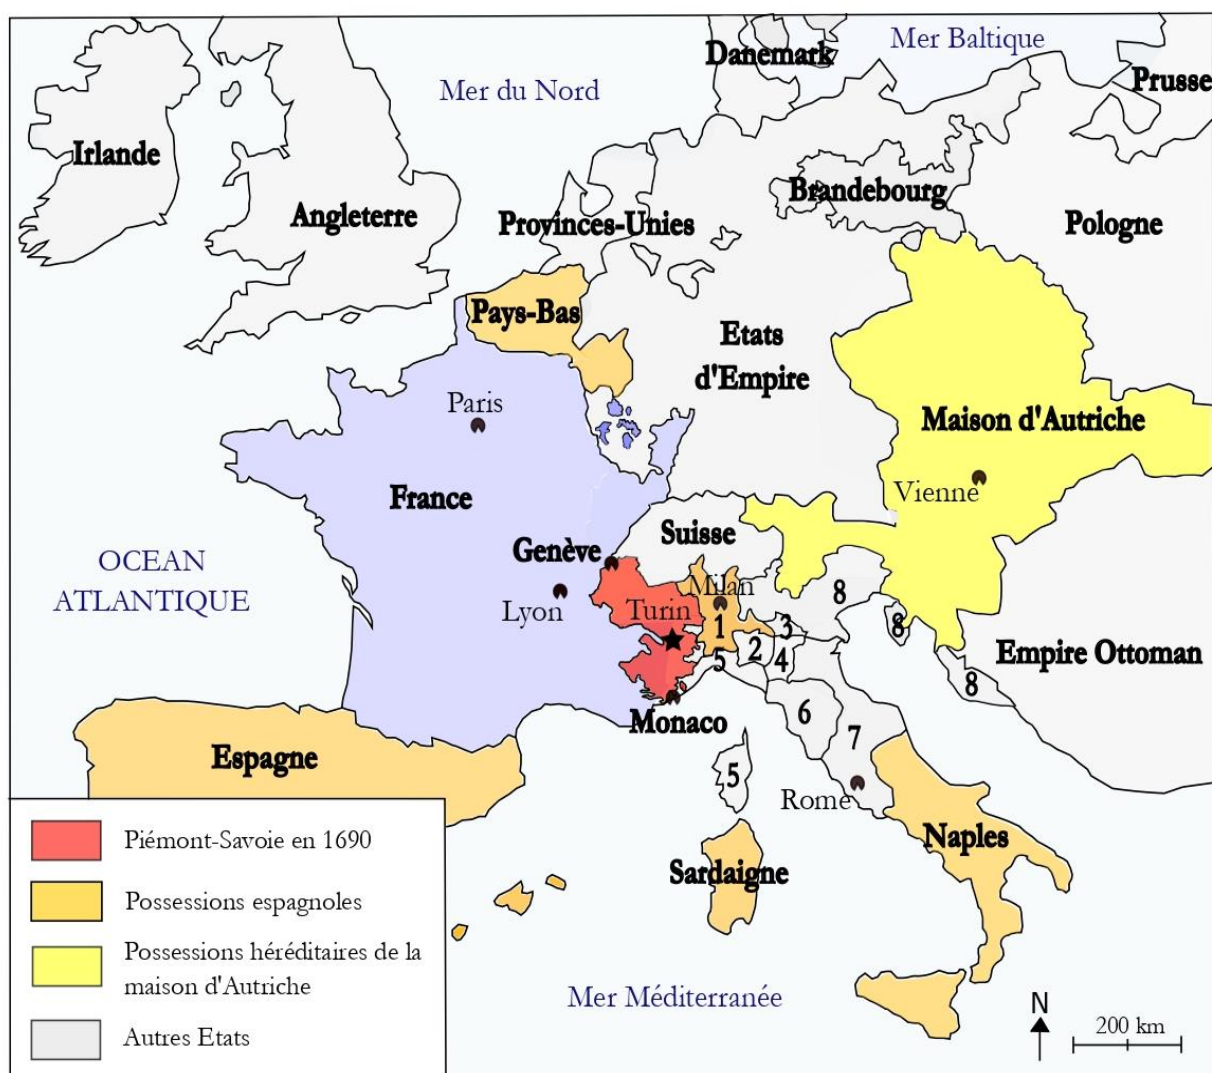 Danemark
Mer Baltique
Prusse
Mer du Nord
Irlande
Angleterre
Provinces-Unies
Brandebourg
Pologne
Pays-Bas
Etats
d'Empire
Paris
Maison d'Autriche
France
Vienne
Suisse
Genève
OCEAN
ATLANTIQUE
Lyon
Turin
Milan
8
1
3
8
2
4
5
Empire Ottoman
8
Monaco
6
7
Espagne
5
Rome
Naples
Sardaigne
Piémont-Savoie en 1690
Possessions espagnoles
Possessions héréditaires de la
maison d'Autriche
Autres Etats
Mer Méditerranée
N
200 km